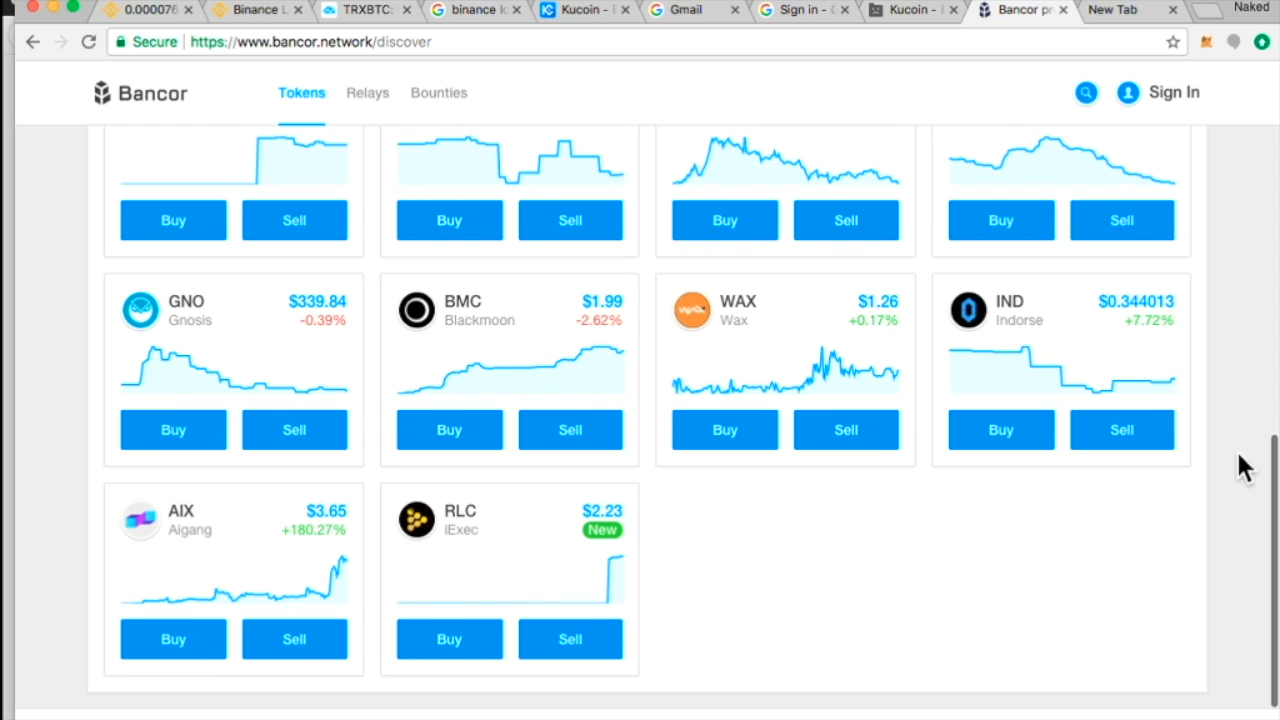 0.000076 Binance L TRXBTC: binance lo Kucoin - E Gmail Sign in - G Kucoin - E Bancor pr New Tab Naked
Secure https://www.bancor.network/discover
Bancor Tokens Relays Bounties Sign In
Buy Sell Buy Sell Buy Sell Buy Sell
GNO $339.84 BMC $1.99 WAX $1.26 IND $0.344013
Gnosis -0.39% Blackmoon -2.62% Wax +0.17% Indorse +7.72%
Buy Sell Buy Sell Buy Sell Buy Sell
AIX $3.65 RLC $2.23
Aigang +180.27% iExec New
Buy Sell Buy Sell